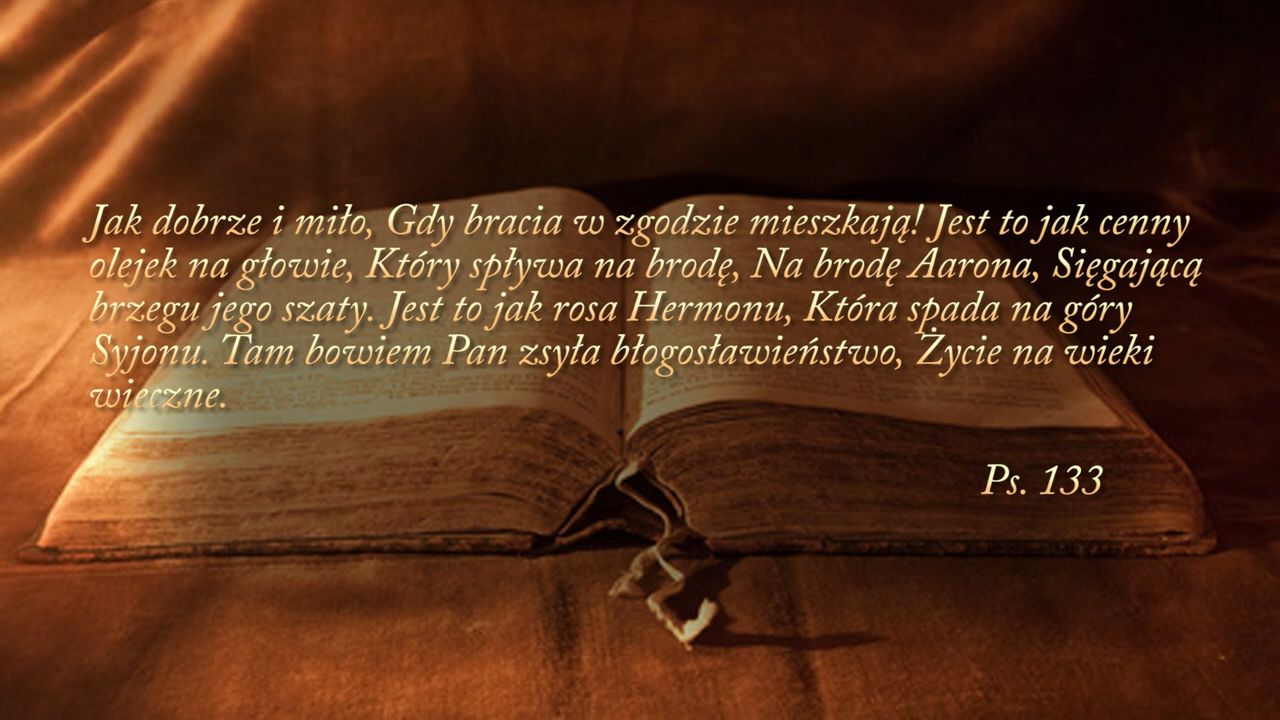 Jak dobrze i miło, Gdy bracia w zgodzie mieszkają! Jest to jak cenny
olejek na głowie, Który spływa na brodę, Na brodę Aarona, Sięgającą
brzegu jego szaty. Jest to jak rosa Hermonu, Która spada na góry
Syjonu. Tam bowiem Pan zsyła błogosławieństwo, Życie na wieki
wieczne.
Ps. 133